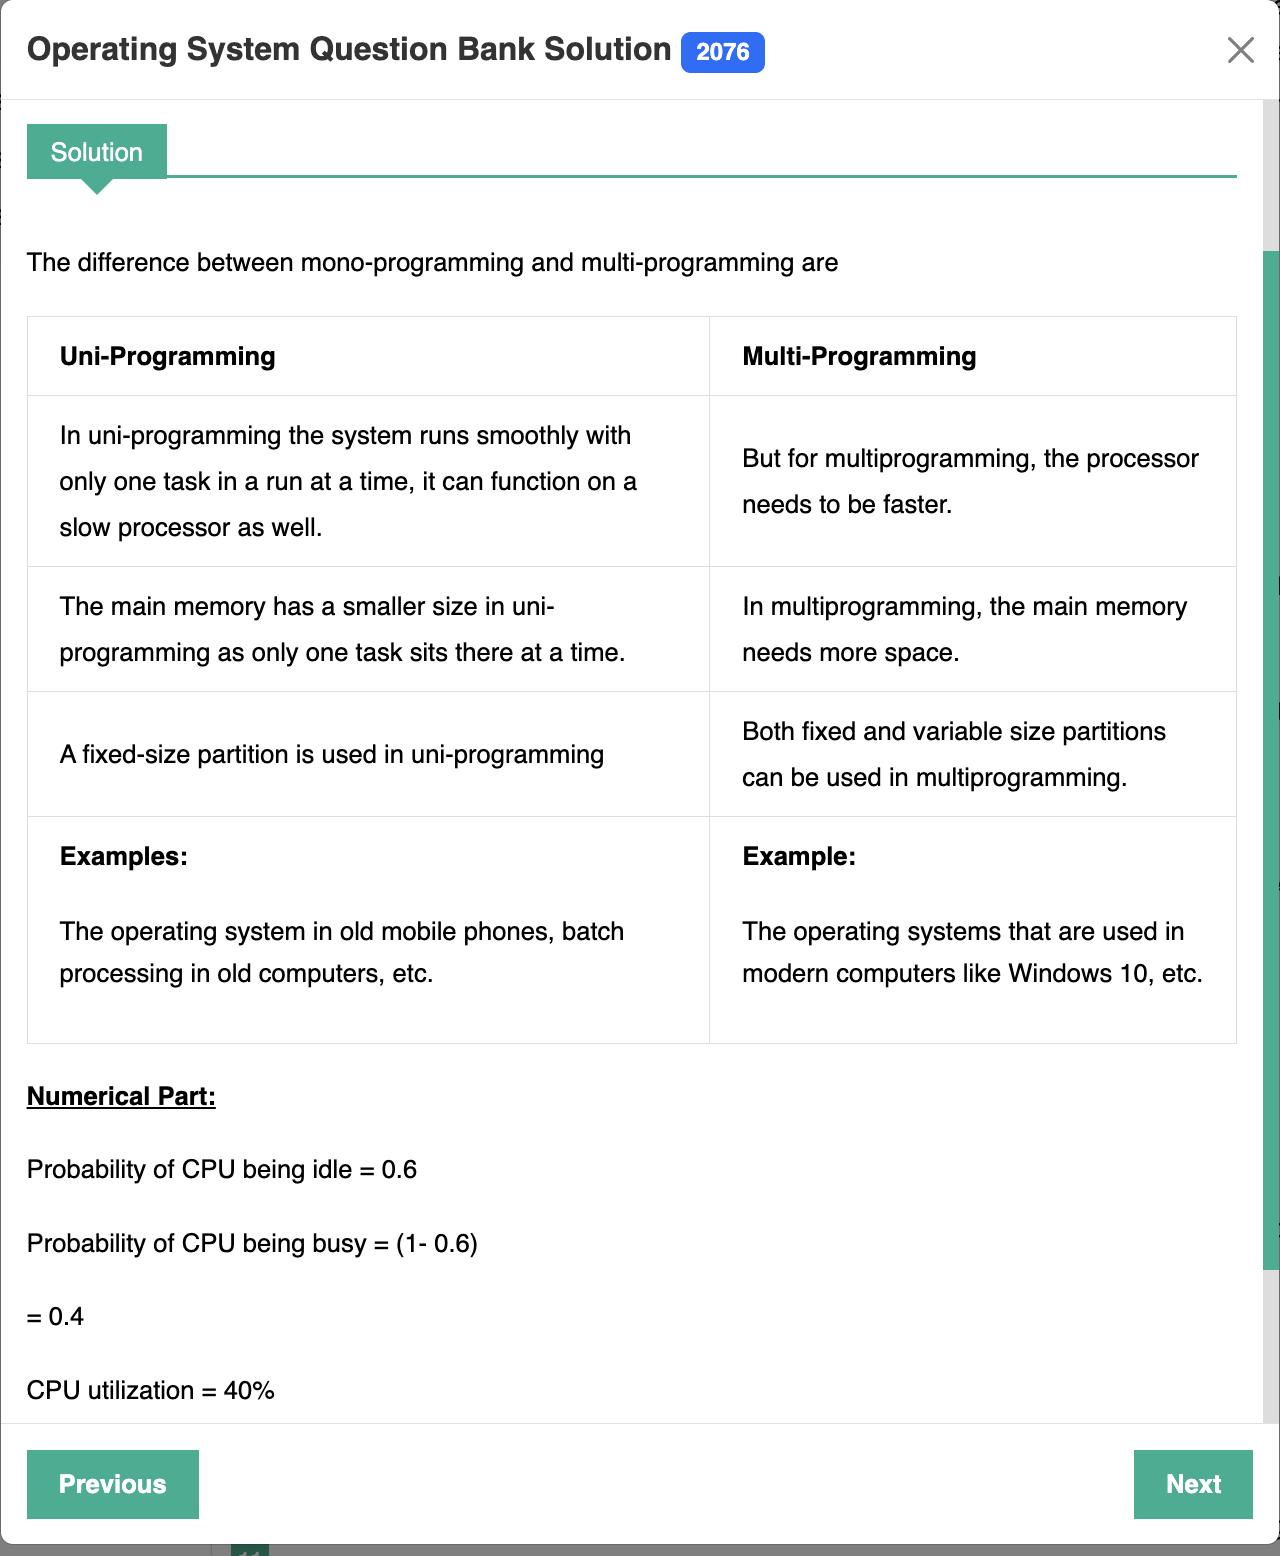 Operating System Question Bank Solution 2076
Solution
The difference between mono-programming and multi-programming are
Uni-Programming
Multi-Programming
In uni-programming the system runs smoothly with
only one task in a run at a time, it can function on a
slow processor as well.
But for multiprogramming, the processor
needs to be faster.
The main memory has a smaller size in uni-
programming as only one task sits there at a time.
In multiprogramming, the main memory
needs more space.
A fixed-size partition is used in uni-programming
Both fixed and variable size partitions
can be used in multiprogramming.
Examples:
The operating system in old mobile phones, batch
processing in old computers, etc.
Example:
The operating systems that are used in
modern computers like Windows 10, etc.
Numerical Part:
Probability of CPU being idle = 0.6
Probability of CPU being busy = (1- 0.6)
= 0.4
CPU utilization = 40%
Previous
Next